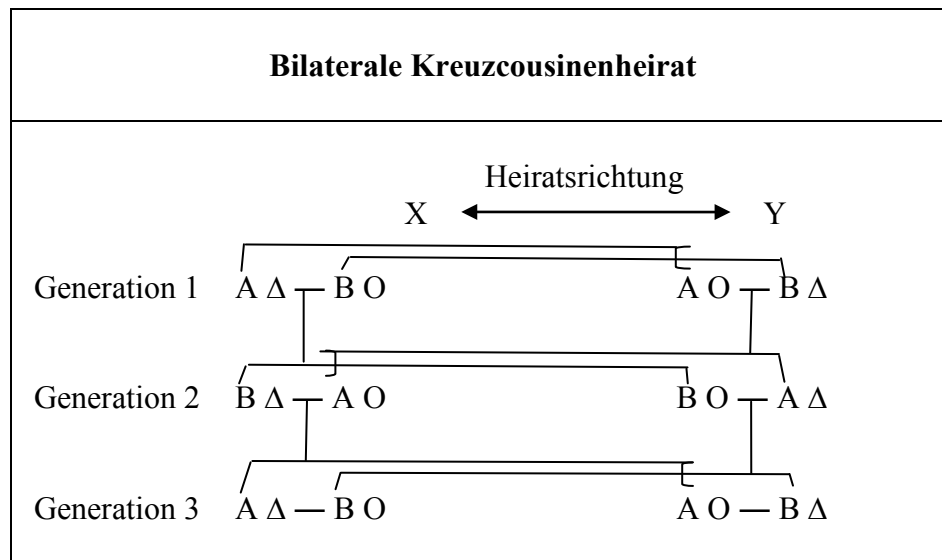 Bilaterale Kreuzcousinenheirat
Heiratsrichtung
X Y
Generation 1 A Δ B O A O B Δ
Generation 2 B Δ A O B O A Δ
Generation 3 A Δ B O A O B Δ